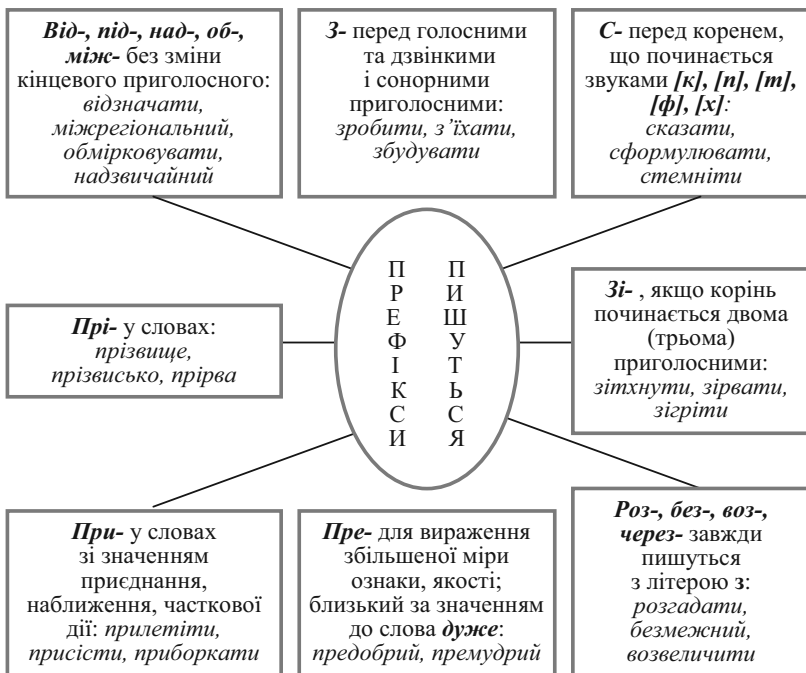 Від-, під-, над-, об-,
між- без зміни
кінцевого приголосного:
відзначати,
міжрегіональний,
обмірковувати,
надзвичайний
З- перед голосними
та дзвінкими
і сонорними
приголосними:
зробити, з’їхати,
збудувати
С- перед коренем,
що починається
звуками [к], [п], [т],
[ф], [х]:
сказати,
сформулювати,
стемніти
Прі- у словах:
прізвище,
прізвисько, прірва
ПРЕФІКСИ
ПИШУТЬСЯ
Зі- , якщо корінь
починається двома
(трьома)
приголосними:
зітхнути, зірвати,
зігріти
При- у словах
зі значенням
приєднання,
наближення, часткової
дії: прилетіти,
присісти, приборкати
Пре- для вираження
збільшеної міри
ознаки, якості;
близький за значенням
до слова дуже:
предобрий, премудрий
Роз-, без-, воз-,
через- завжди
пишуться
з літерою з:
розгадати,
безмежний,
возвеличити